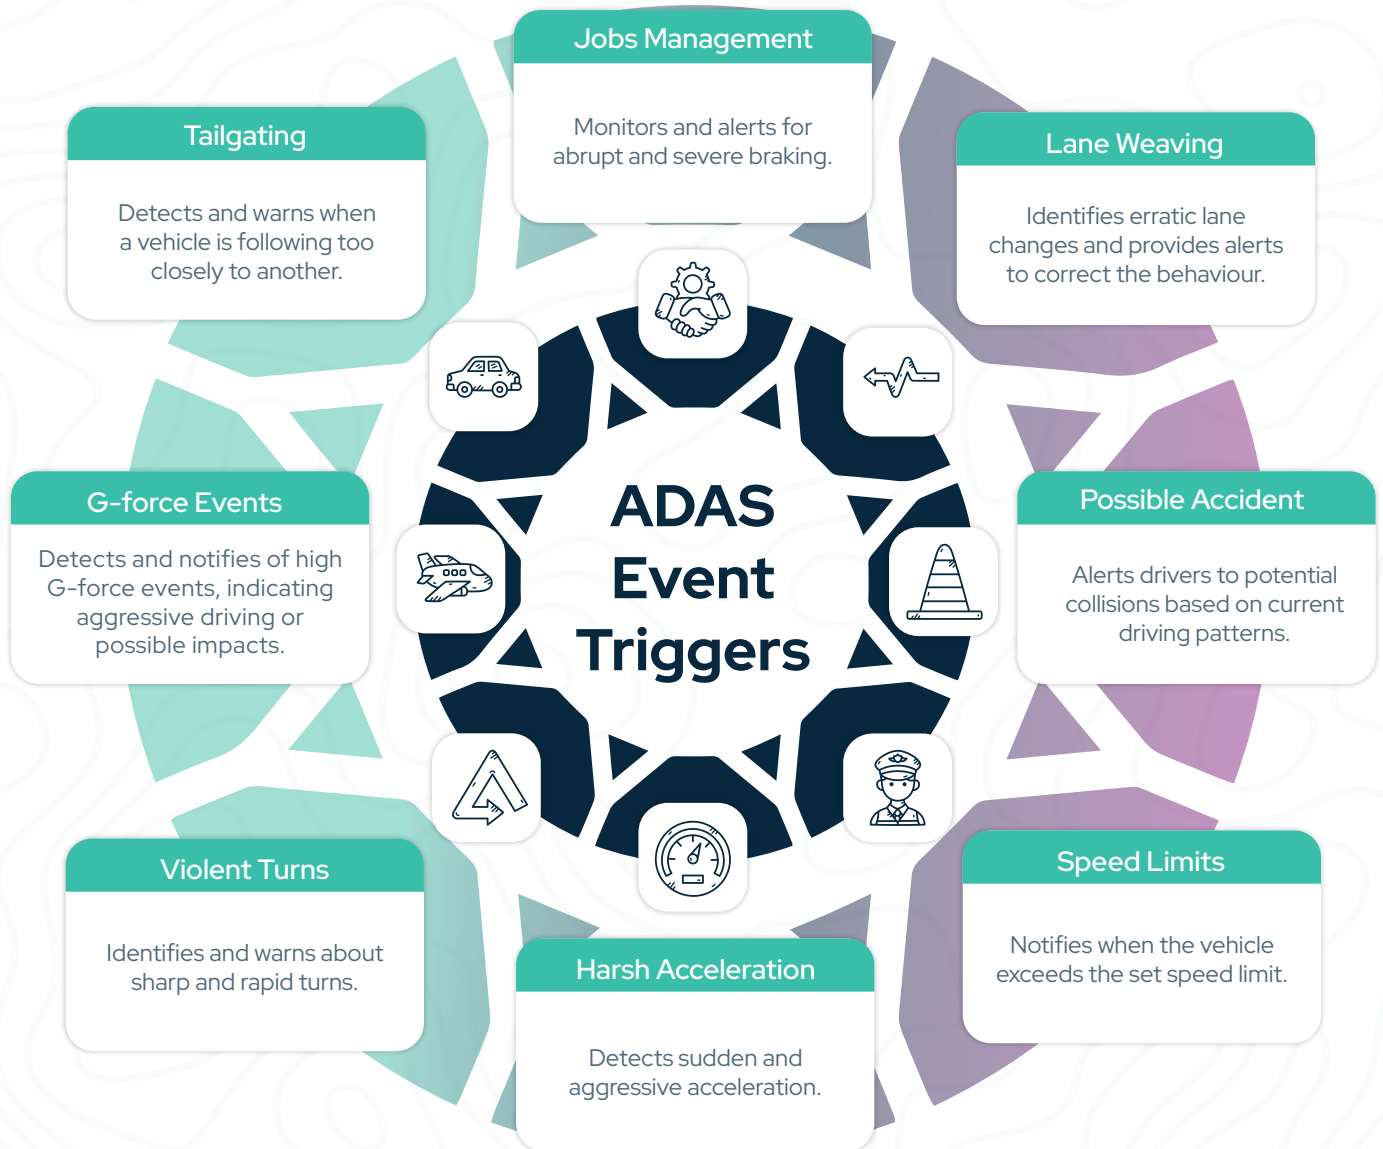 Jobs Management
Monitors and alerts for
abrupt and severe braking.
Tailgating
Detects and warns when
a vehicle is following too
closely to another.
Lane Weaving
Identifies erratic lane
changes and provides alerts
to correct the behaviour.
G-force Events
Detects and notifies of high
G-force events, indicating
aggressive driving or
possible impacts.
ADAS
Event
Triggers
Possible Accident
Alerts drivers to potential
collisions based on current
driving patterns.
Violent Turns
Identifies and warns about
sharp and rapid turns.
Speed Limits
Notifies when the vehicle
exceeds the set speed limit.
Harsh Acceleration
Detects sudden and
aggressive acceleration.